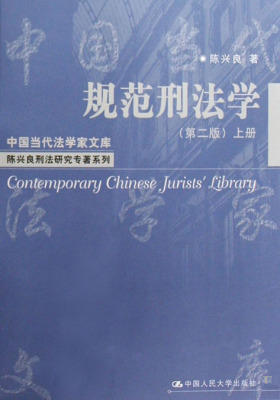 中国当代
·陈兴良 著
规范刑法学
(第二版) 上册
中国当代法学家文库
陈兴良刑法研究专著系列
Contemporary Chinese Jurists' Library
法学家
文库
中国人民大学出版社